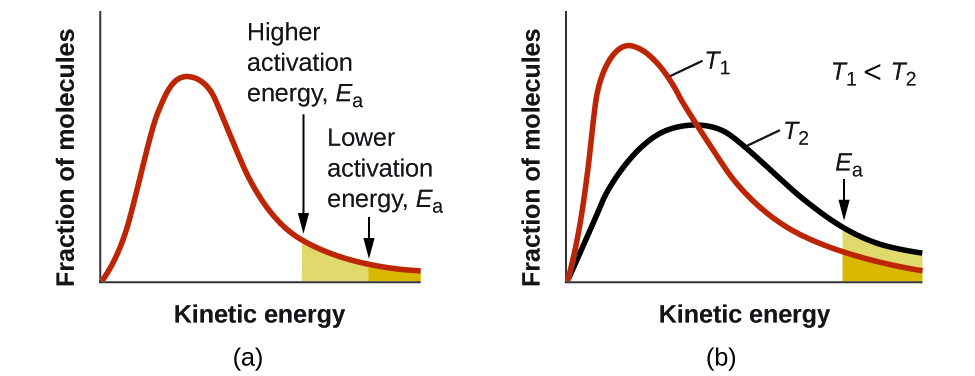 Fraction of molecules
Higher
activation
energy, Eₐ
Lower
activation
energy, Eₐ
Kinetic energy
(a)
Fraction of molecules
T₁
T₂
T₁ < T₂
Eₐ
Kinetic energy
(b)